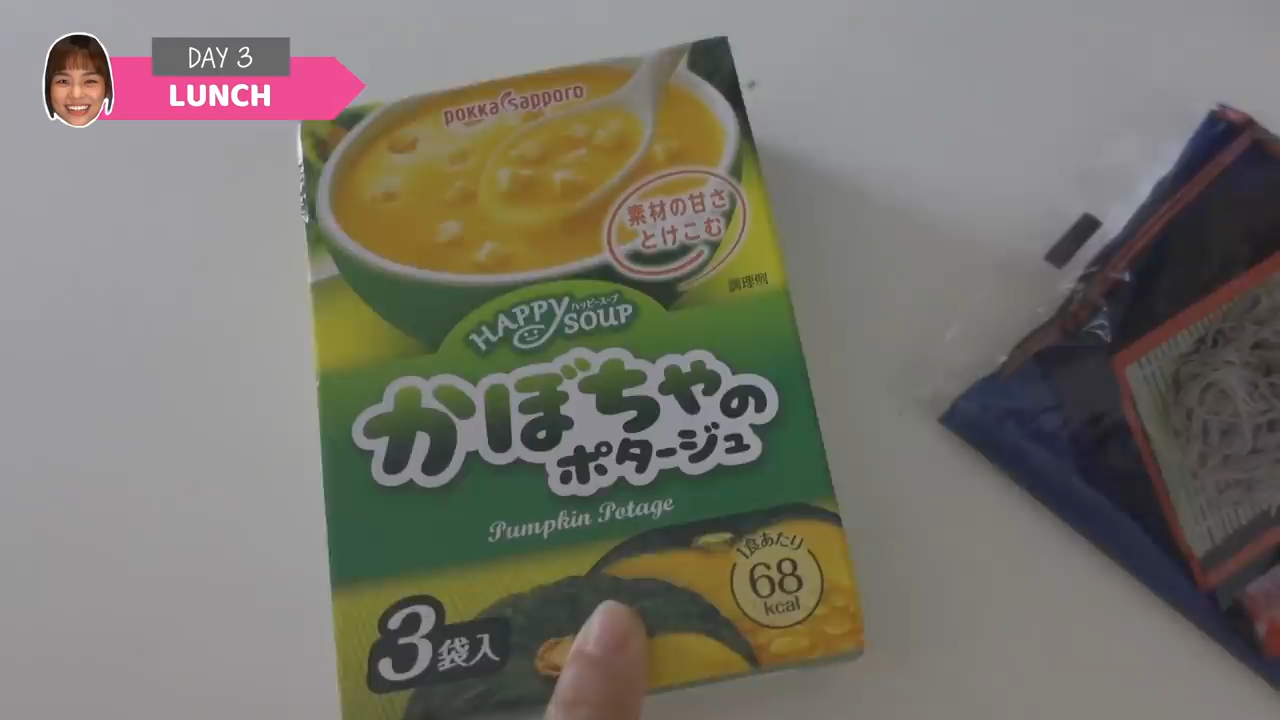 DAY 3
LUNCH
pokka sapporo
素材の甘さ
とけこむ
調理例
HAPPY
ハッピースープ
SOUP
かぼちゃの
ポタージュ
Pumpkin Potage
1食あたり
68
kcal
3袋入